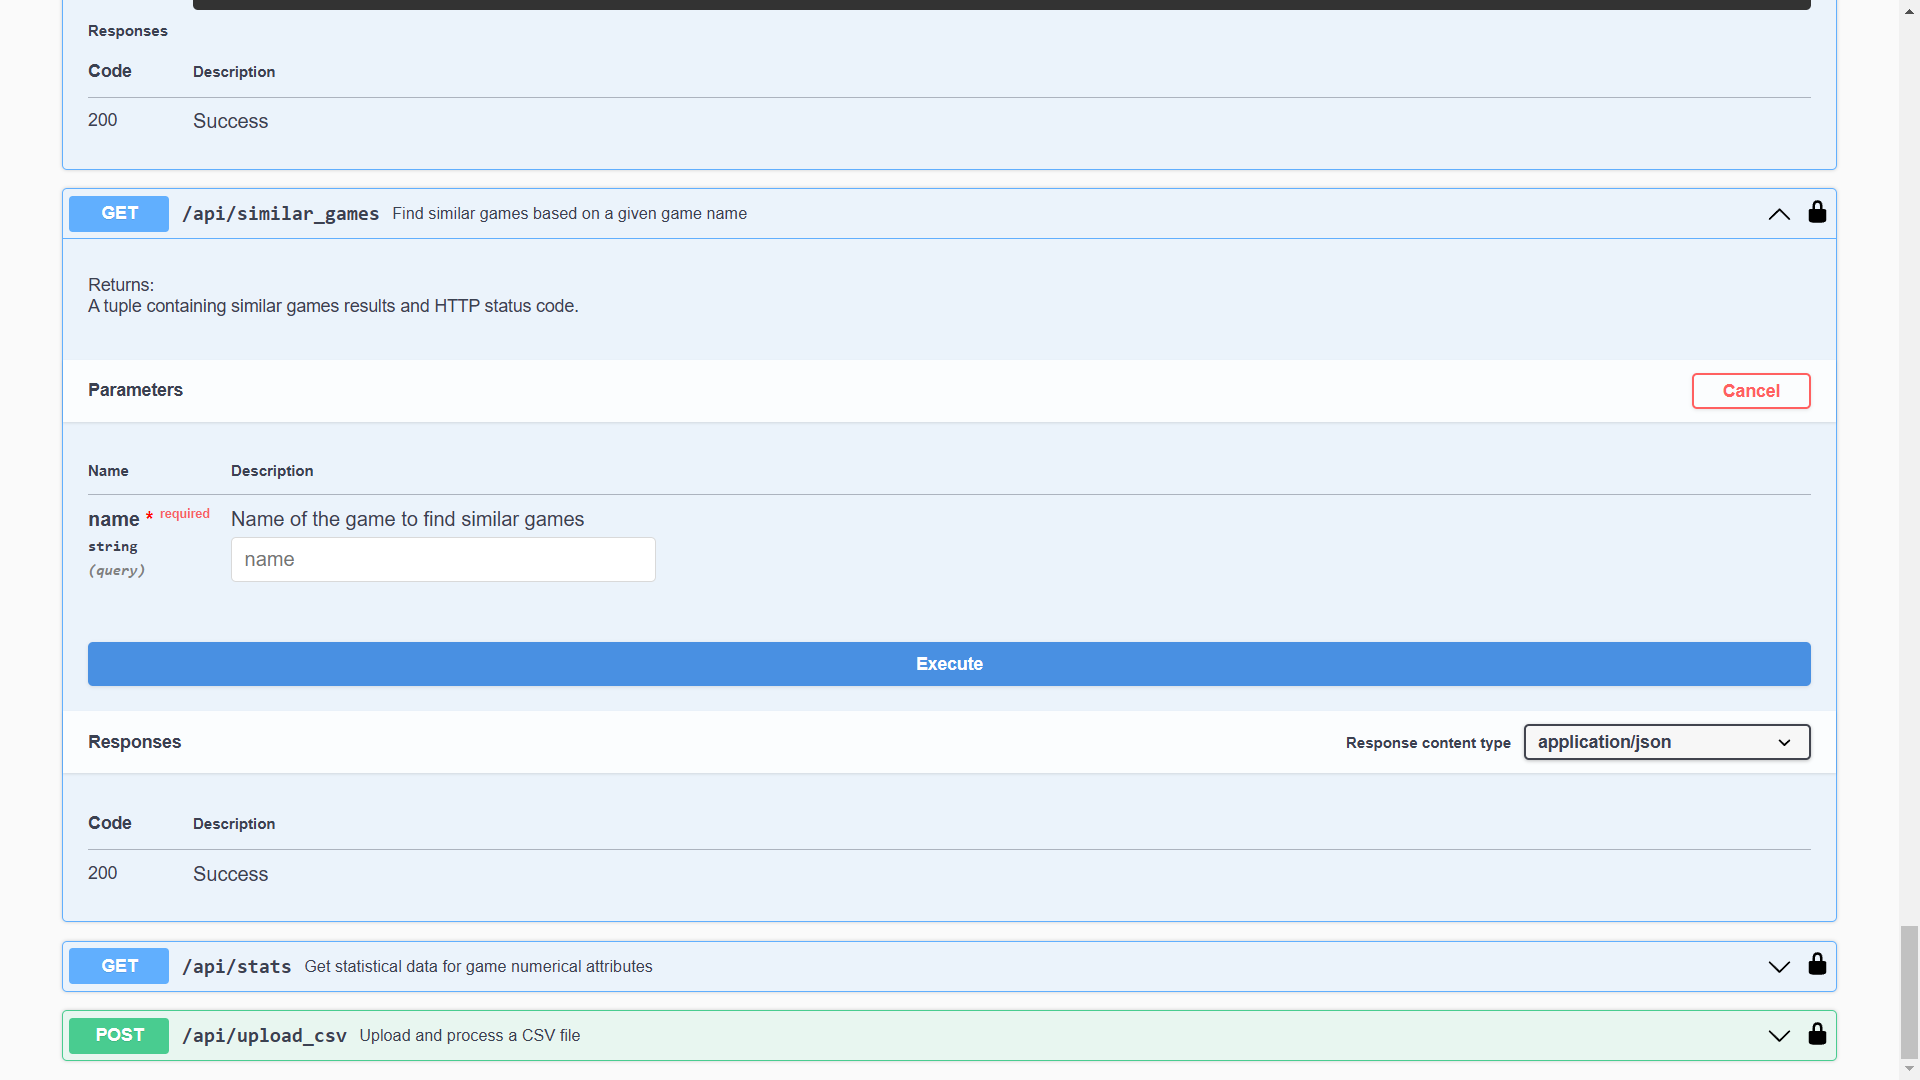 Responses
Code Description
200 Success
GET /api/similar_games Find similar games based on a given game name
Returns:
A tuple containing similar games results and HTTP status code.
Parameters Cancel
Name Description
name * required Name of the game to find similar games
string
(query)
name
Execute
Responses Response content type application/json
Code Description
200 Success
GET /api/stats Get statistical data for game numerical attributes
POST /api/upload_csv Upload and process a CSV file